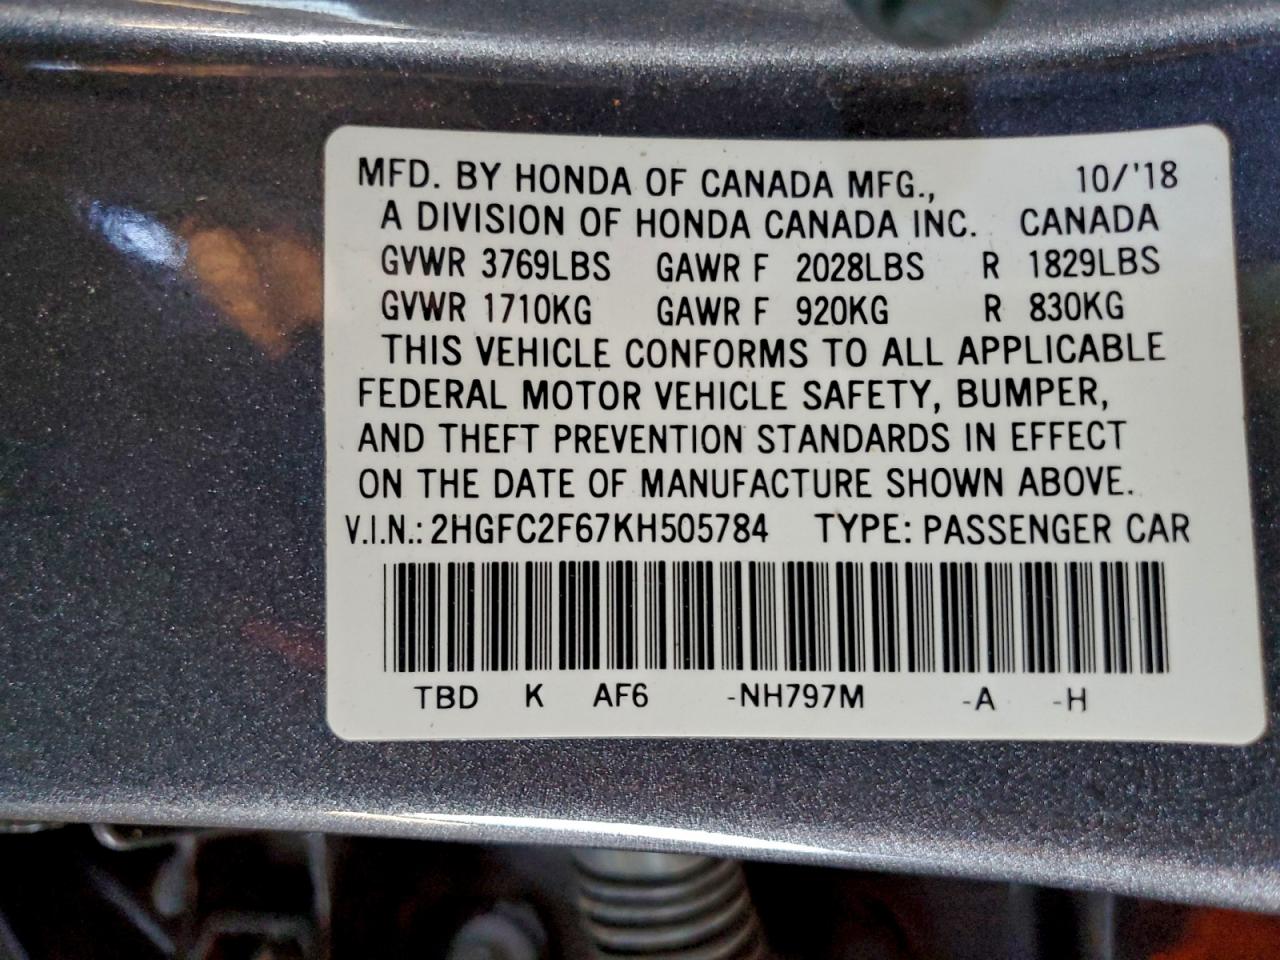 MFD. BY HONDA OF CANADA MFG., 10/'18
A DIVISION OF HONDA CANADA INC. CANADA
GVWR 3769LBS GAWR F 2028LBS R 1829LBS
GVWR 1710KG GAWR F 920KG R 830KG
THIS VEHICLE CONFORMS TO ALL APPLICABLE
FEDERAL MOTOR VEHICLE SAFETY, BUMPER,
AND THEFT PREVENTION STANDARDS IN EFFECT
ON THE DATE OF MANUFACTURE SHOWN ABOVE.
V.I.N.: 2HGFC2F67KH505784 TYPE: PASSENGER CAR
TBD K AF6 -NH797M -A -H